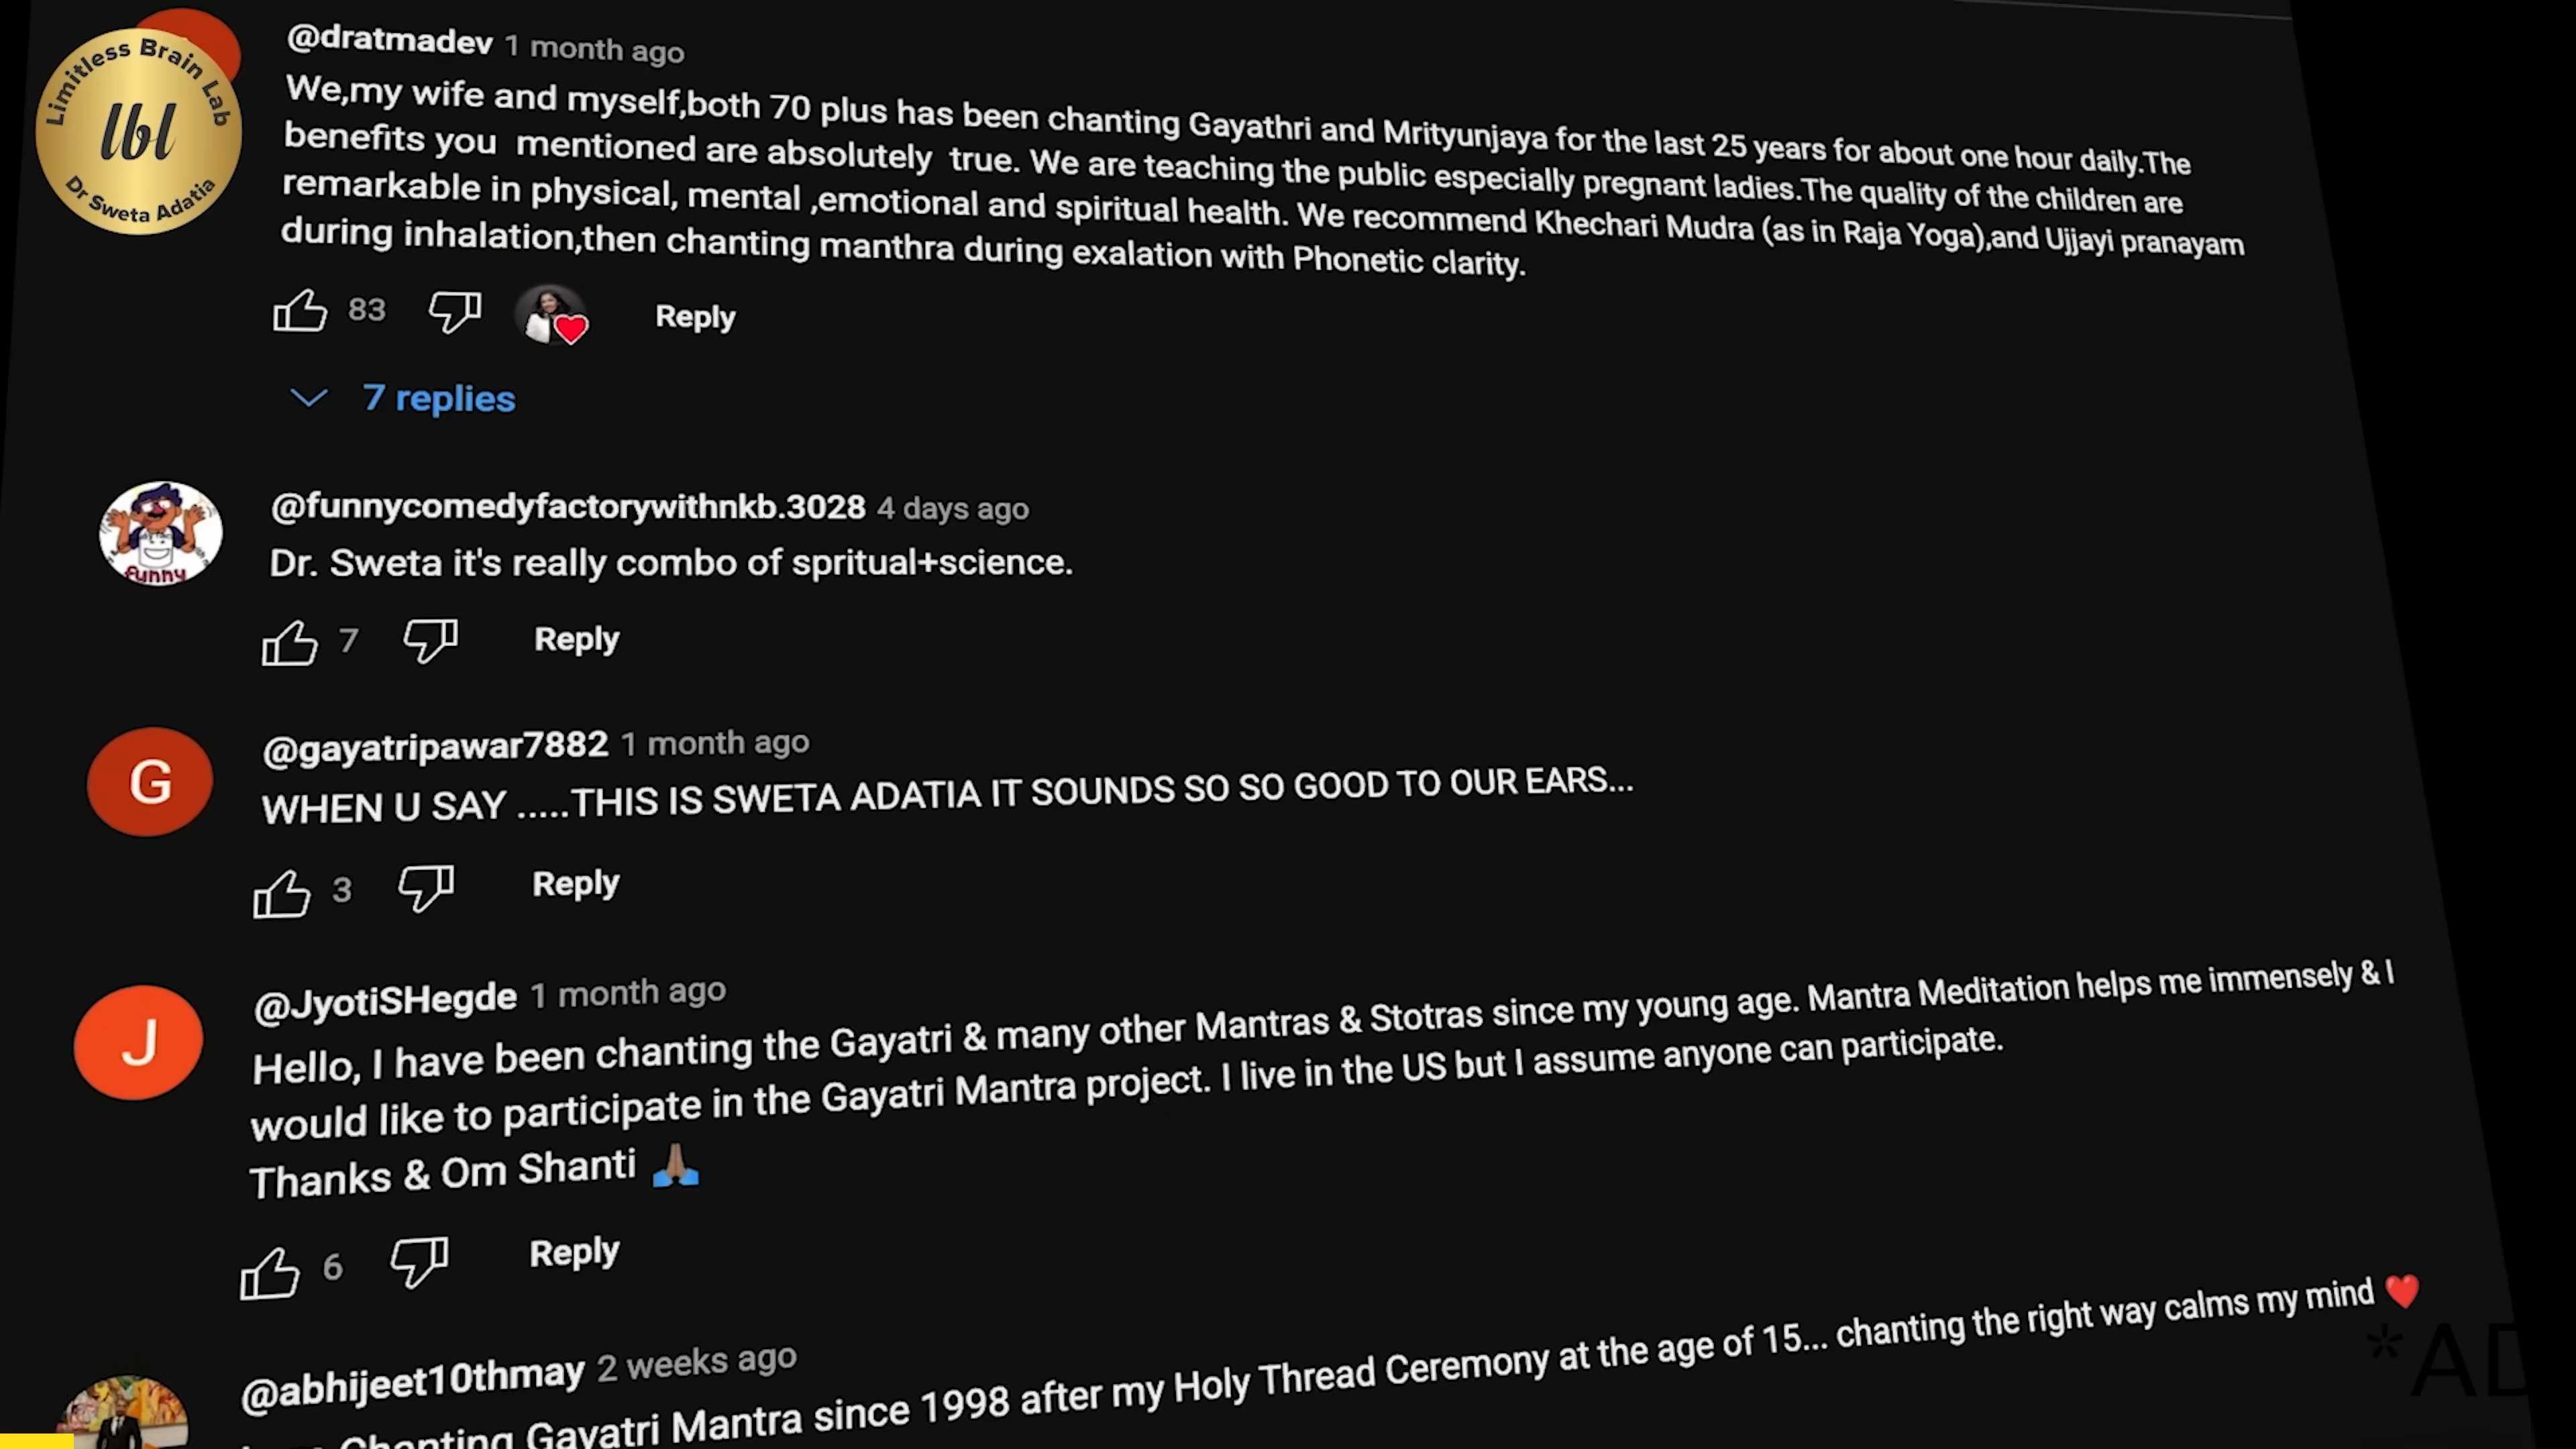 Limitless Brain Lab
lbl
Dr Sweta Adatia
@dratmadev 1 month ago
We,my wife and myself,both 70 plus has been chanting Gayathri and Mrityunjaya for the last 25 years for about one hour daily.The
benefits you mentioned are absolutely true. We are teaching the public especially pregnant ladies.The quality of the children are
remarkable in physical, mental ,emotional and spiritual health. We recommend Khechari Mudra (as in Raja Yoga),and Ujjayi pranayam
during inhalation,then chanting manthra during exalation with Phonetic clarity.
83 Reply
7 replies
@funnycomedyfactorywithnkb.3028 4 days ago
Dr. Sweta it's really combo of spritual+science.
funny
7 Reply
@gayatripawar7882 1 month ago
G
WHEN U SAY .....THIS IS SWETA ADATIA IT SOUNDS SO SO GOOD TO OUR EARS...
3 Reply
@JyotiSHegde 1 month ago
J
Hello, I have been chanting the Gayatri & many other Mantras & Stotras since my young age. Mantra Meditation helps me immensely & I
would like to participate in the Gayatri Mantra project. I live in the US but I assume anyone can participate.
Thanks & Om Shanti 🙏🏽
6 Reply
@abhijeet10thmay 2 weeks ago
Chanting Gayatri Mantra since 1998 after my Holy Thread Ceremony at the age of 15... chanting the right way calms my mind ❤️
*AD